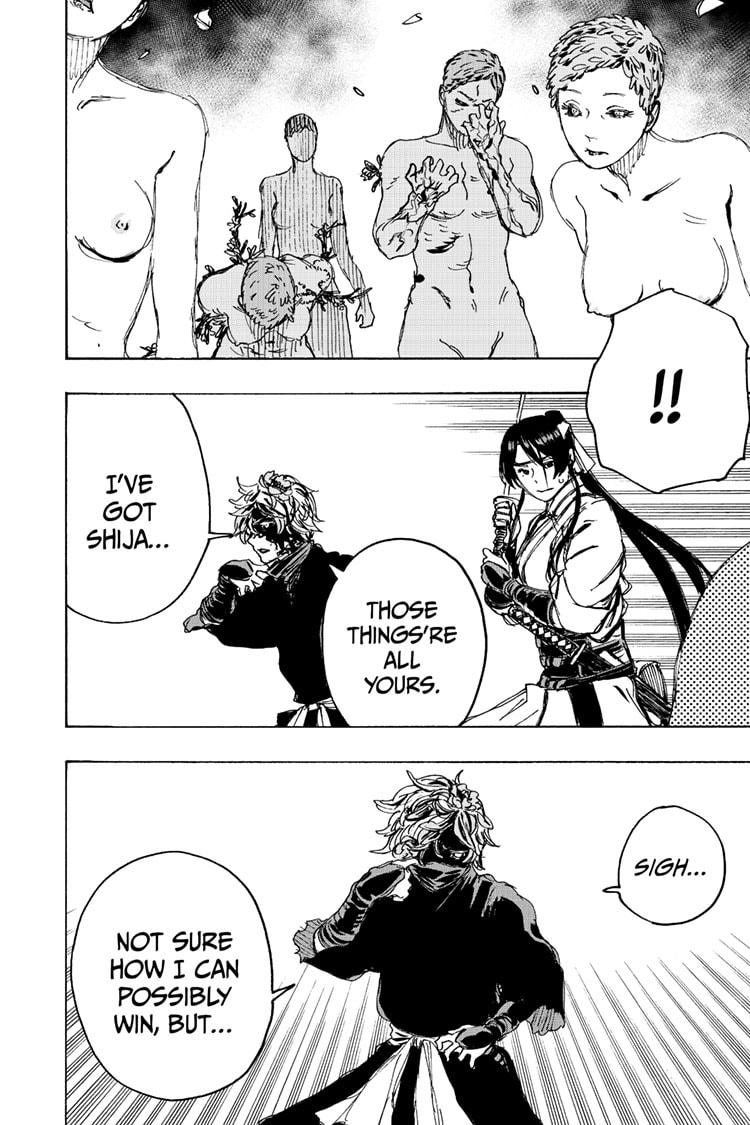 !!
THOSE
THINGS'RE
ALL
YOURS.
I'VE
GOT
SHIJA...
SIGH...
NOT SURE
HOW I CAN
POSSIBLY
WIN, BUT...